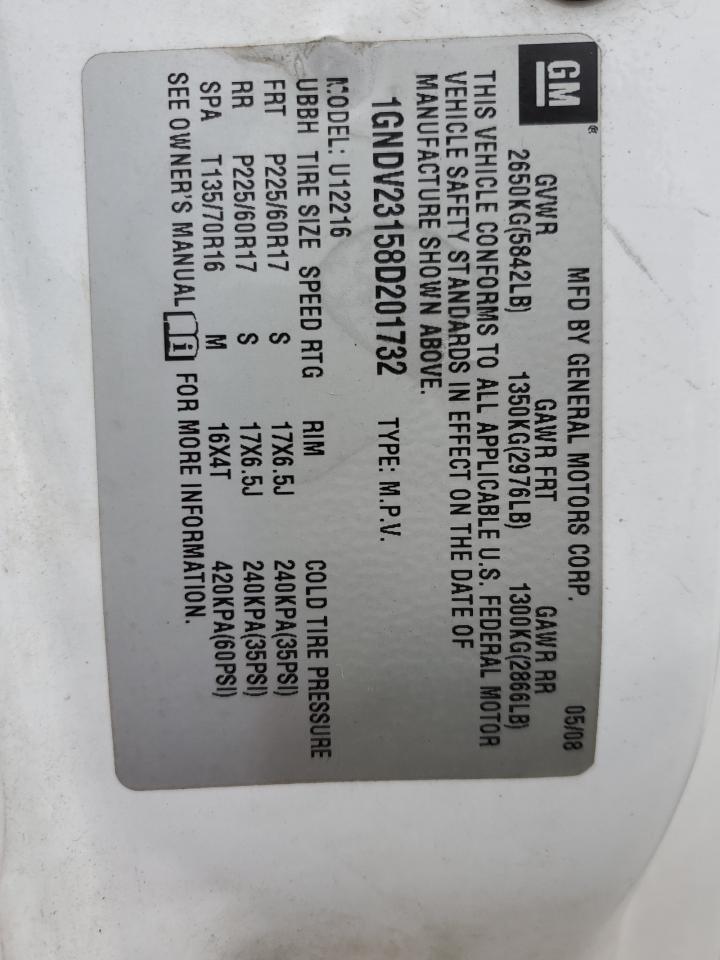 GM®
MFD BY GENERAL MOTORS CORP. 05/08
GVWR GAWR FRT GAWR RR
2650KG(5842LB) 1350KG(2976LB) 1300KG(2866LB)
THIS VEHICLE CONFORMS TO ALL APPLICABLE U.S. FEDERAL MOTOR
VEHICLE SAFETY STANDARDS IN EFFECT ON THE DATE OF
MANUFACTURE SHOWN ABOVE.
1GNDV23158D201732 TYPE: M.P.V.
MODEL: U12216
UBBH TIRE SIZE SPEED RTG RIM COLD TIRE PRESSURE
FRT P225/60R17 S 17X6.5J 240KPA(35PSI)
RR P225/60R17 S 17X6.5J 240KPA(35PSI)
SPA T135/70R16 M 16X4T 420KPA(60PSI)
SEE OWNER'S MANUAL i FOR MORE INFORMATION.